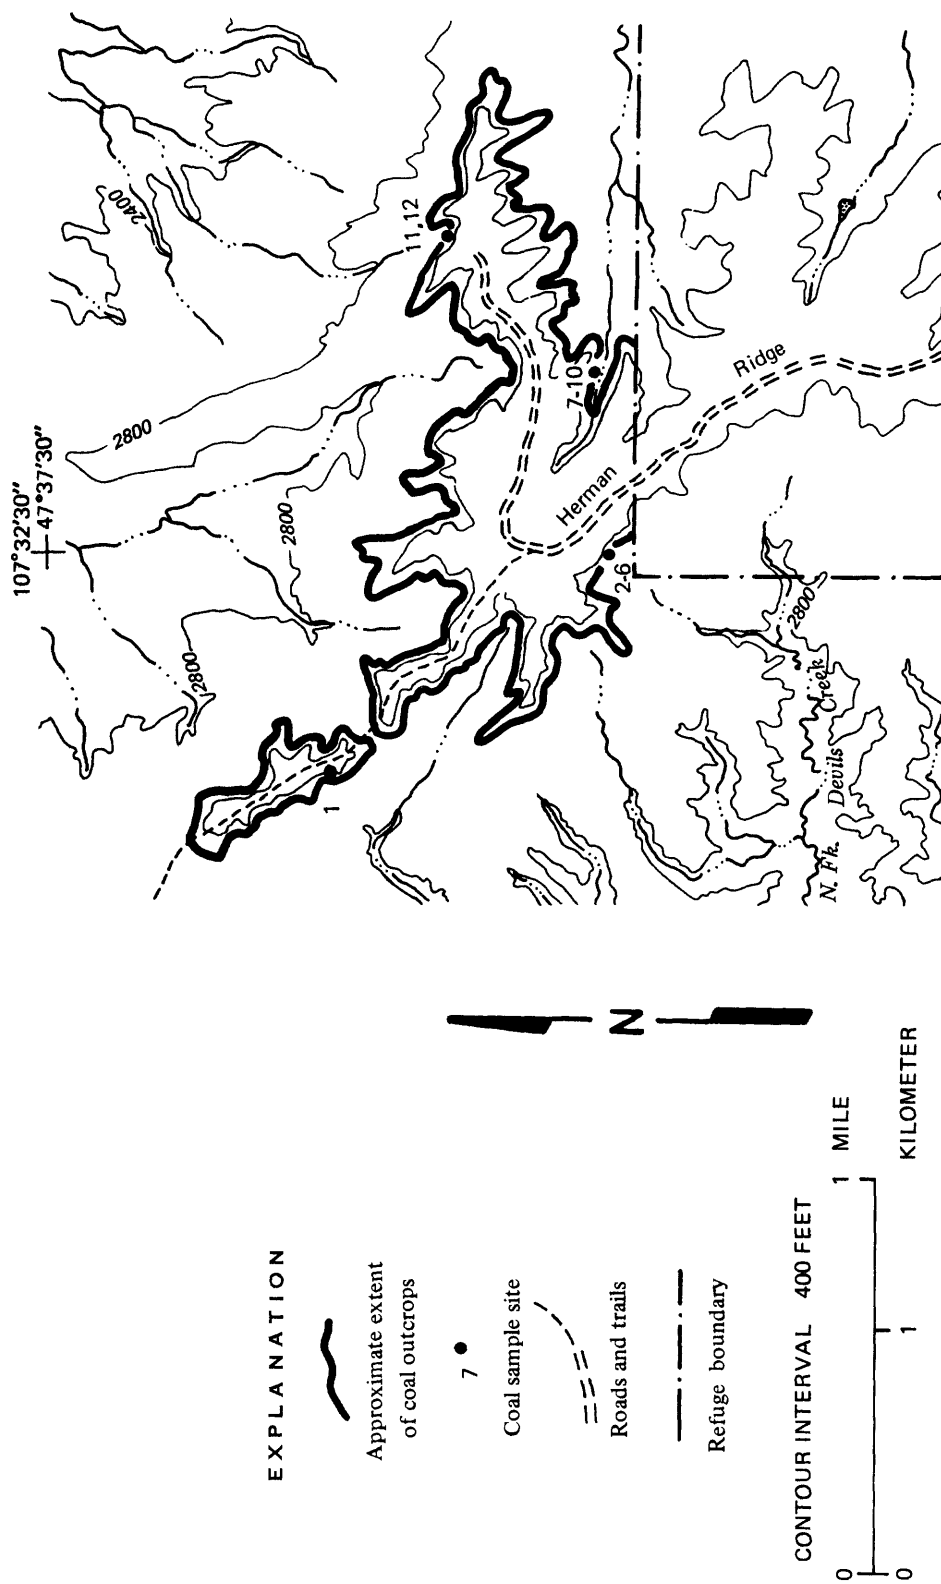 107°32'30"
47°37'30"
2400
2800
2800
2800
2800
11,12
7-10
2-6
1
Herman
Ridge
N. Fk. Devils Creek
N
EXPLANATION
Approximate extent
of coal outcrops
7
Coal sample site
Roads and trails
Refuge boundary
CONTOUR INTERVAL 400 FEET
0 1 MILE
0 1 KILOMETER